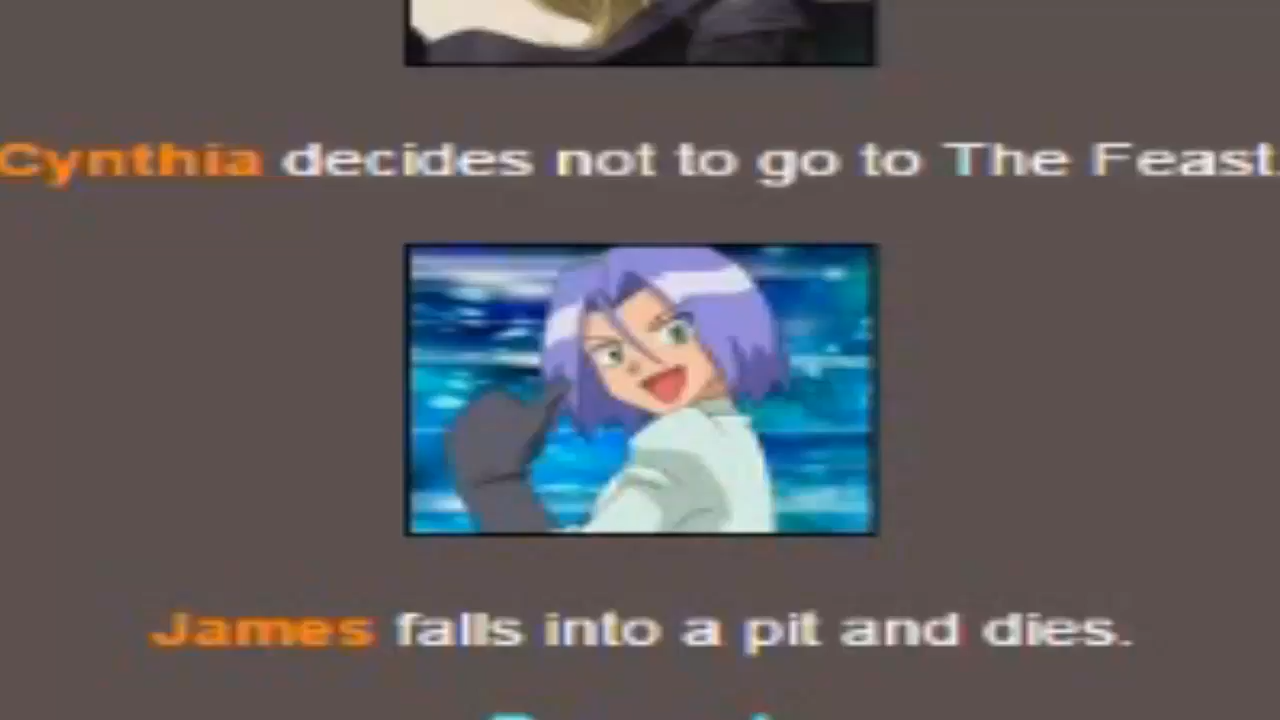 Cynthia decides not to go to The Feast.
James falls into a pit and dies.